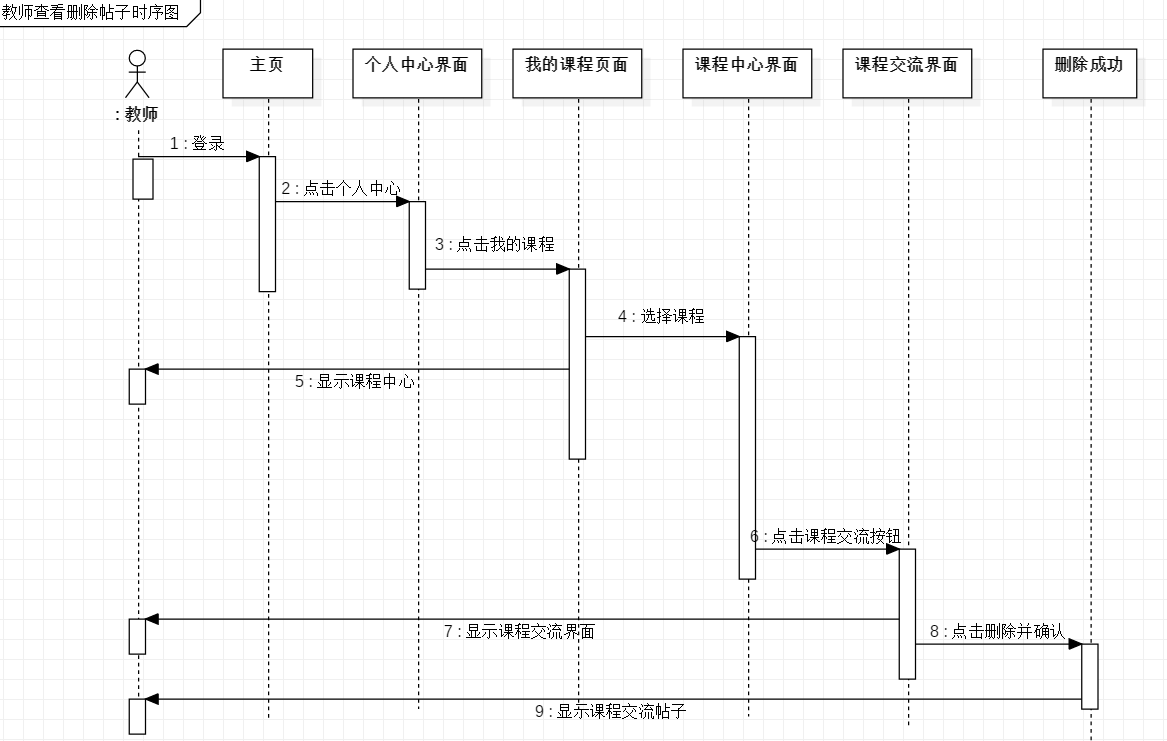 教师查看删除帖子时序图
主页
个人中心界面
我的课程页面
课程中心界面
课程交流界面
删除成功
: 教师
1 : 登录
2 : 点击个人中心
3 : 点击我的课程
4 : 选择课程
5 : 显示课程中心
6 : 点击课程交流按钮
7 : 显示课程交流界面
8 : 点击删除并确认
9 : 显示课程交流帖子